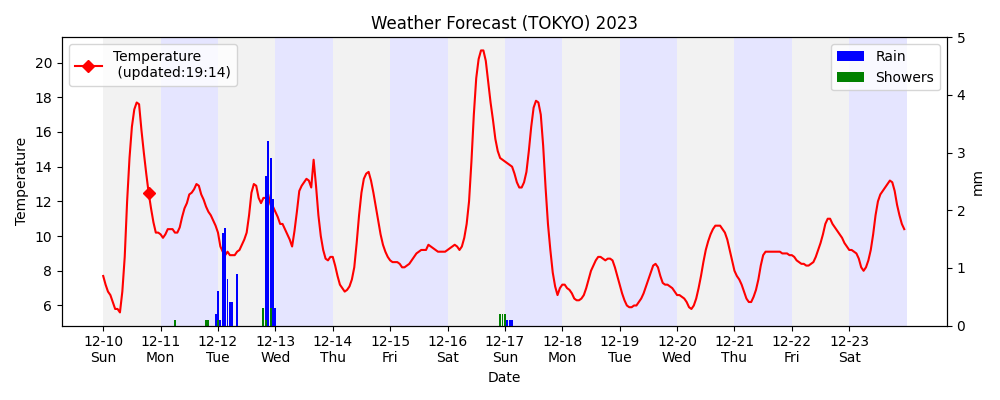 Weather Forecast (TOKYO) 2023
Temperature
(updated:19:14)
Rain
Showers
Temperature
20
18
16
14
12
10
8
6
5
4
3
2
1
0
mm
12-10 12-11 12-12 12-13 12-14 12-15 12-16 12-17 12-18 12-19 12-20 12-21 12-22 12-23
Sun Mon Tue Wed Thu Fri Sat Sun Mon Tue Wed Thu Fri Sat
Date